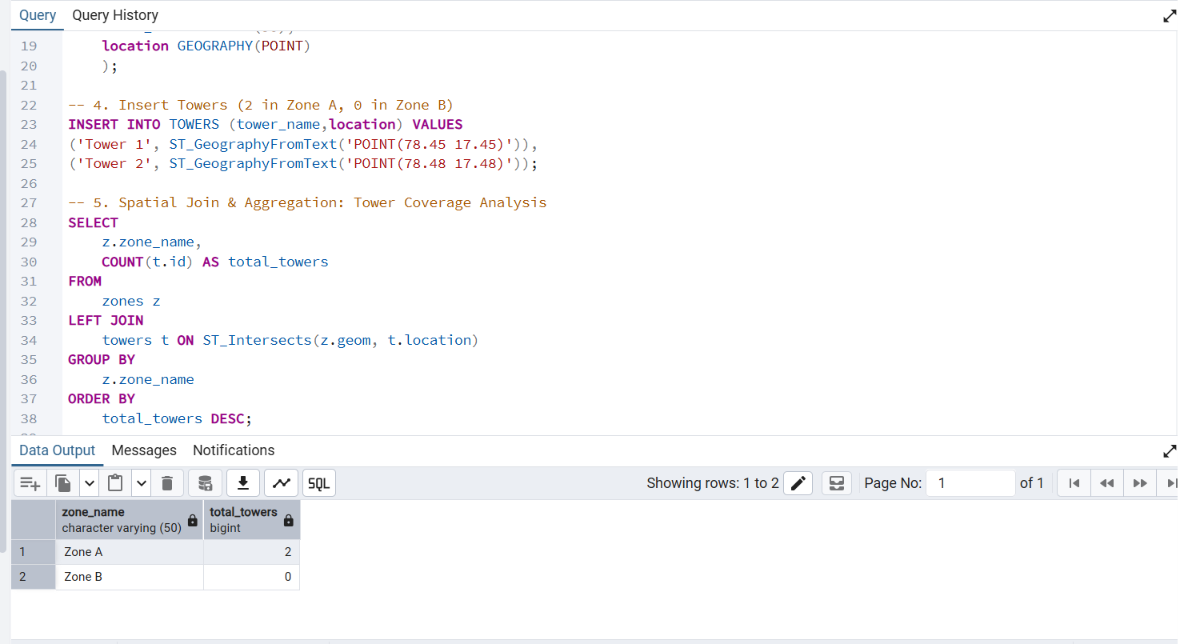 Query Query History
19 location GEOGRAPHY(POINT)
20 );
21
22 -- 4. Insert Towers (2 in Zone A, 0 in Zone B)
23 INSERT INTO TOWERS (tower_name,location) VALUES
24 ('Tower 1', ST_GeographyFromText('POINT(78.45 17.45)')),
25 ('Tower 2', ST_GeographyFromText('POINT(78.48 17.48)'));
26
27 -- 5. Spatial Join & Aggregation: Tower Coverage Analysis
28 SELECT
29 z.zone_name,
30 COUNT(t.id) AS total_towers
31 FROM
32 zones z
33 LEFT JOIN
34 towers t ON ST_Intersects(z.geom, t.location)
35 GROUP BY
36 z.zone_name
37 ORDER BY
38 total_towers DESC;
Data Output Messages Notifications
SQL Showing rows: 1 to 2 Page No: 1 of 1
zone_name total_towers
character varying (50) bigint
1 Zone A 2
2 Zone B 0